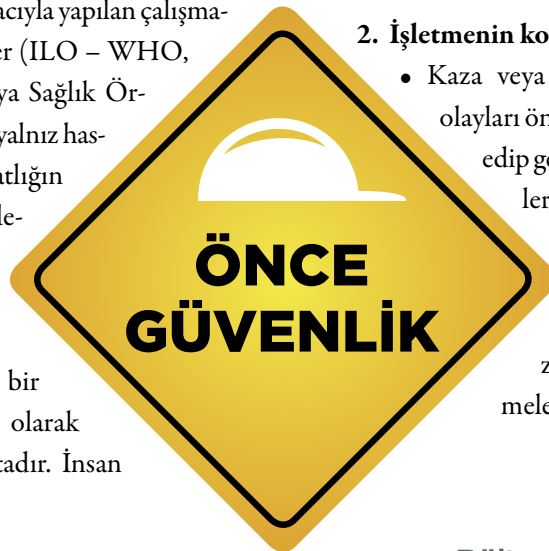 acıyla yapılan çalışma-
er (ILO – WHO,
ya Sağlık Ör-
yalnız has-
atlığın
le-
bir
olarak
tadır. İnsan
ÖNCE
GÜVENLİK
2. İşletmenin ko
• Kaza veya
olayları ön
edip ge
ler
z
mele